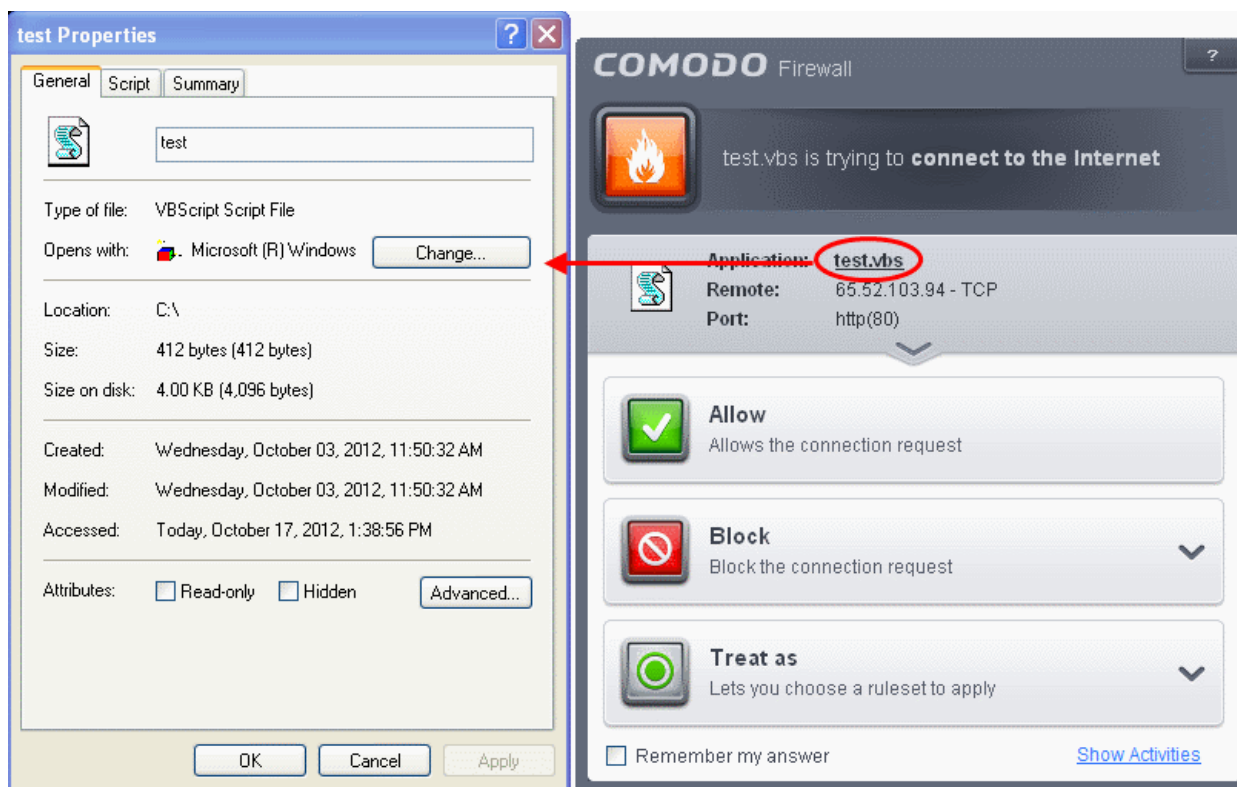 test Properties
?
General Script Summary
test
Type of file: VBScript Script File
Opens with: Microsoft (R) Windows Change...
Location: C:\
Size: 412 bytes (412 bytes)
Size on disk: 4.00 KB (4,096 bytes)
Created: Wednesday, October 03, 2012, 11:50:32 AM
Modified: Wednesday, October 03, 2012, 11:50:32 AM
Accessed: Today, October 17, 2012, 1:38:56 PM
Attributes: Read-only Hidden Advanced...
OK Cancel Apply
COMODO Firewall ?
test.vbs is trying to connect to the Internet
Application: test.vbs
Remote: 65.52.103.94 - TCP
Port: http(80)
Allow
Allows the connection request
Block
Block the connection request
Treat as
Lets you choose a ruleset to apply
Remember my answer Show Activities